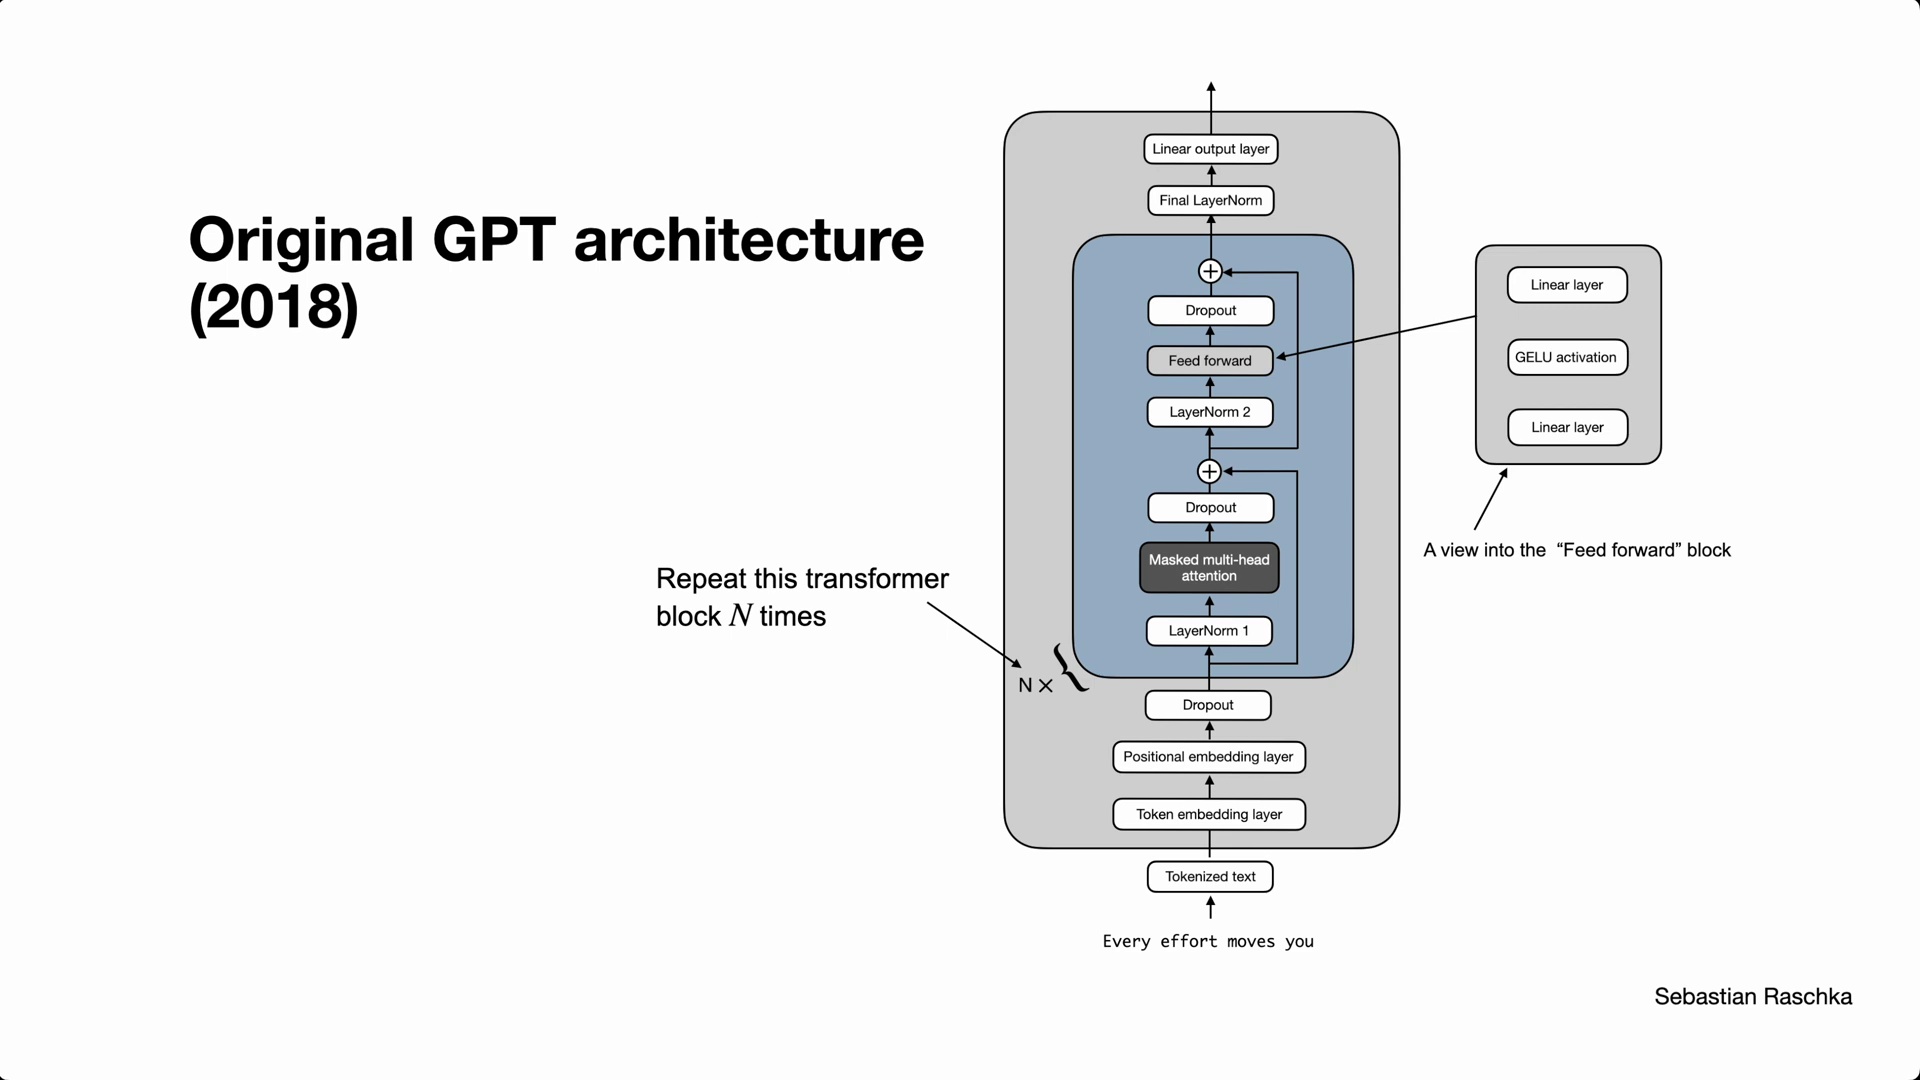 Original GPT architecture
(2018)
Linear output layer
Final LayerNorm
Dropout
Feed forward
LayerNorm 2
Dropout
Masked multi-head
attention
LayerNorm 1
Dropout
Positional embedding layer
Token embedding layer
Tokenized text
Every effort moves you
Repeat this transformer
block N times
N ×
Linear layer
GELU activation
Linear layer
A view into the “Feed forward” block
Sebastian Raschka